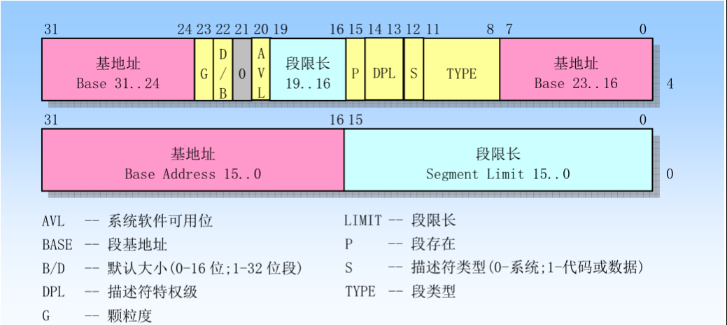 31 24 23 22 21 20 19 16 15 14 13 12 11 8 7 0
基地址 Base 31..24 G D/B 0 AVL 段限长 19..16 P DPL S TYPE 基地址 Base 23..16 4
31 16 15 0
基地址 段限长
Base Address 15..0 Segment Limit 15..0 0
AVL -- 系统软件可用位 LIMIT -- 段限长
BASE -- 段基地址 P -- 段存在
B/D -- 默认大小(0-16 位;1-32 位段) S -- 描述符类型(0-系统;1-代码或数据)
DPL -- 描述符特权级 TYPE -- 段类型
G -- 颗粒度